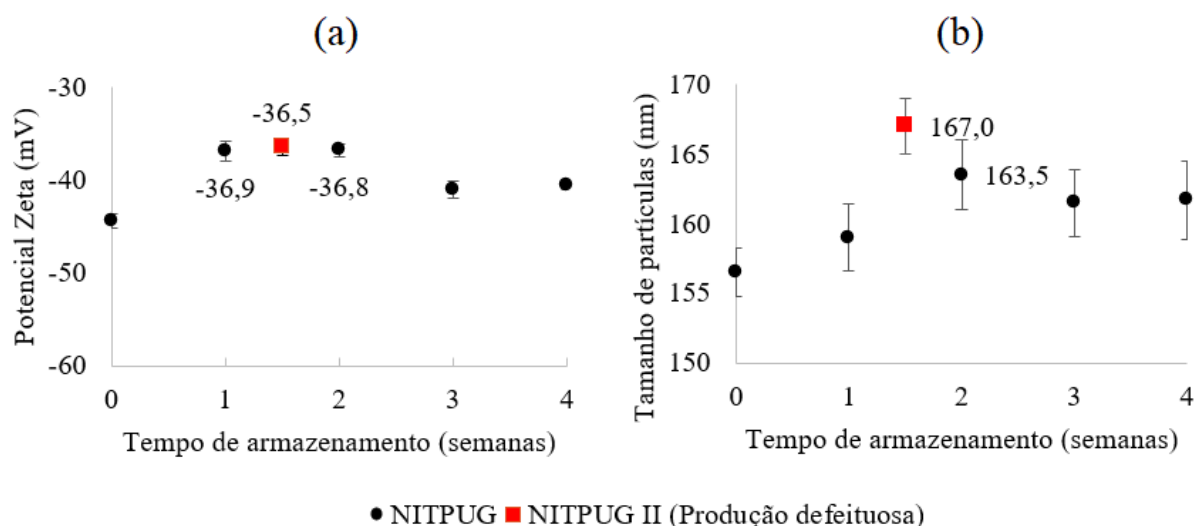 (a)
Potencial Zeta (mV)
-30
-40
-50
-60
-36,5
-36,9
-36,8
0 1 2 3 4
Tempo de armazenamento (semanas)
(b)
Tamanho de partículas (nm)
170
165
160
155
150
167,0
163,5
0 1 2 3 4
Tempo de armazenamento (semanas)
NITPUG NITPUG II (Produção defeituosa)